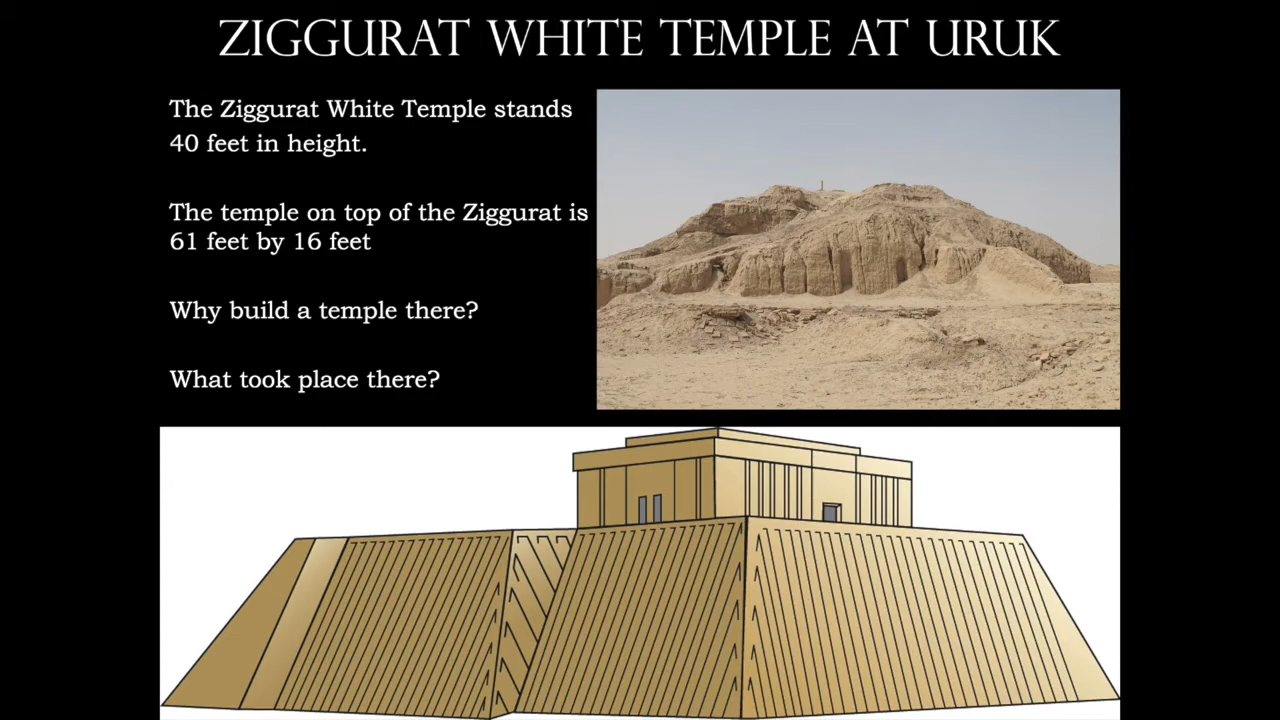 ZIGGURAT WHITE TEMPLE AT URUK
The Ziggurat White Temple stands
40 feet in height.
The temple on top of the Ziggurat is
61 feet by 16 feet
Why build a temple there?
What took place there?